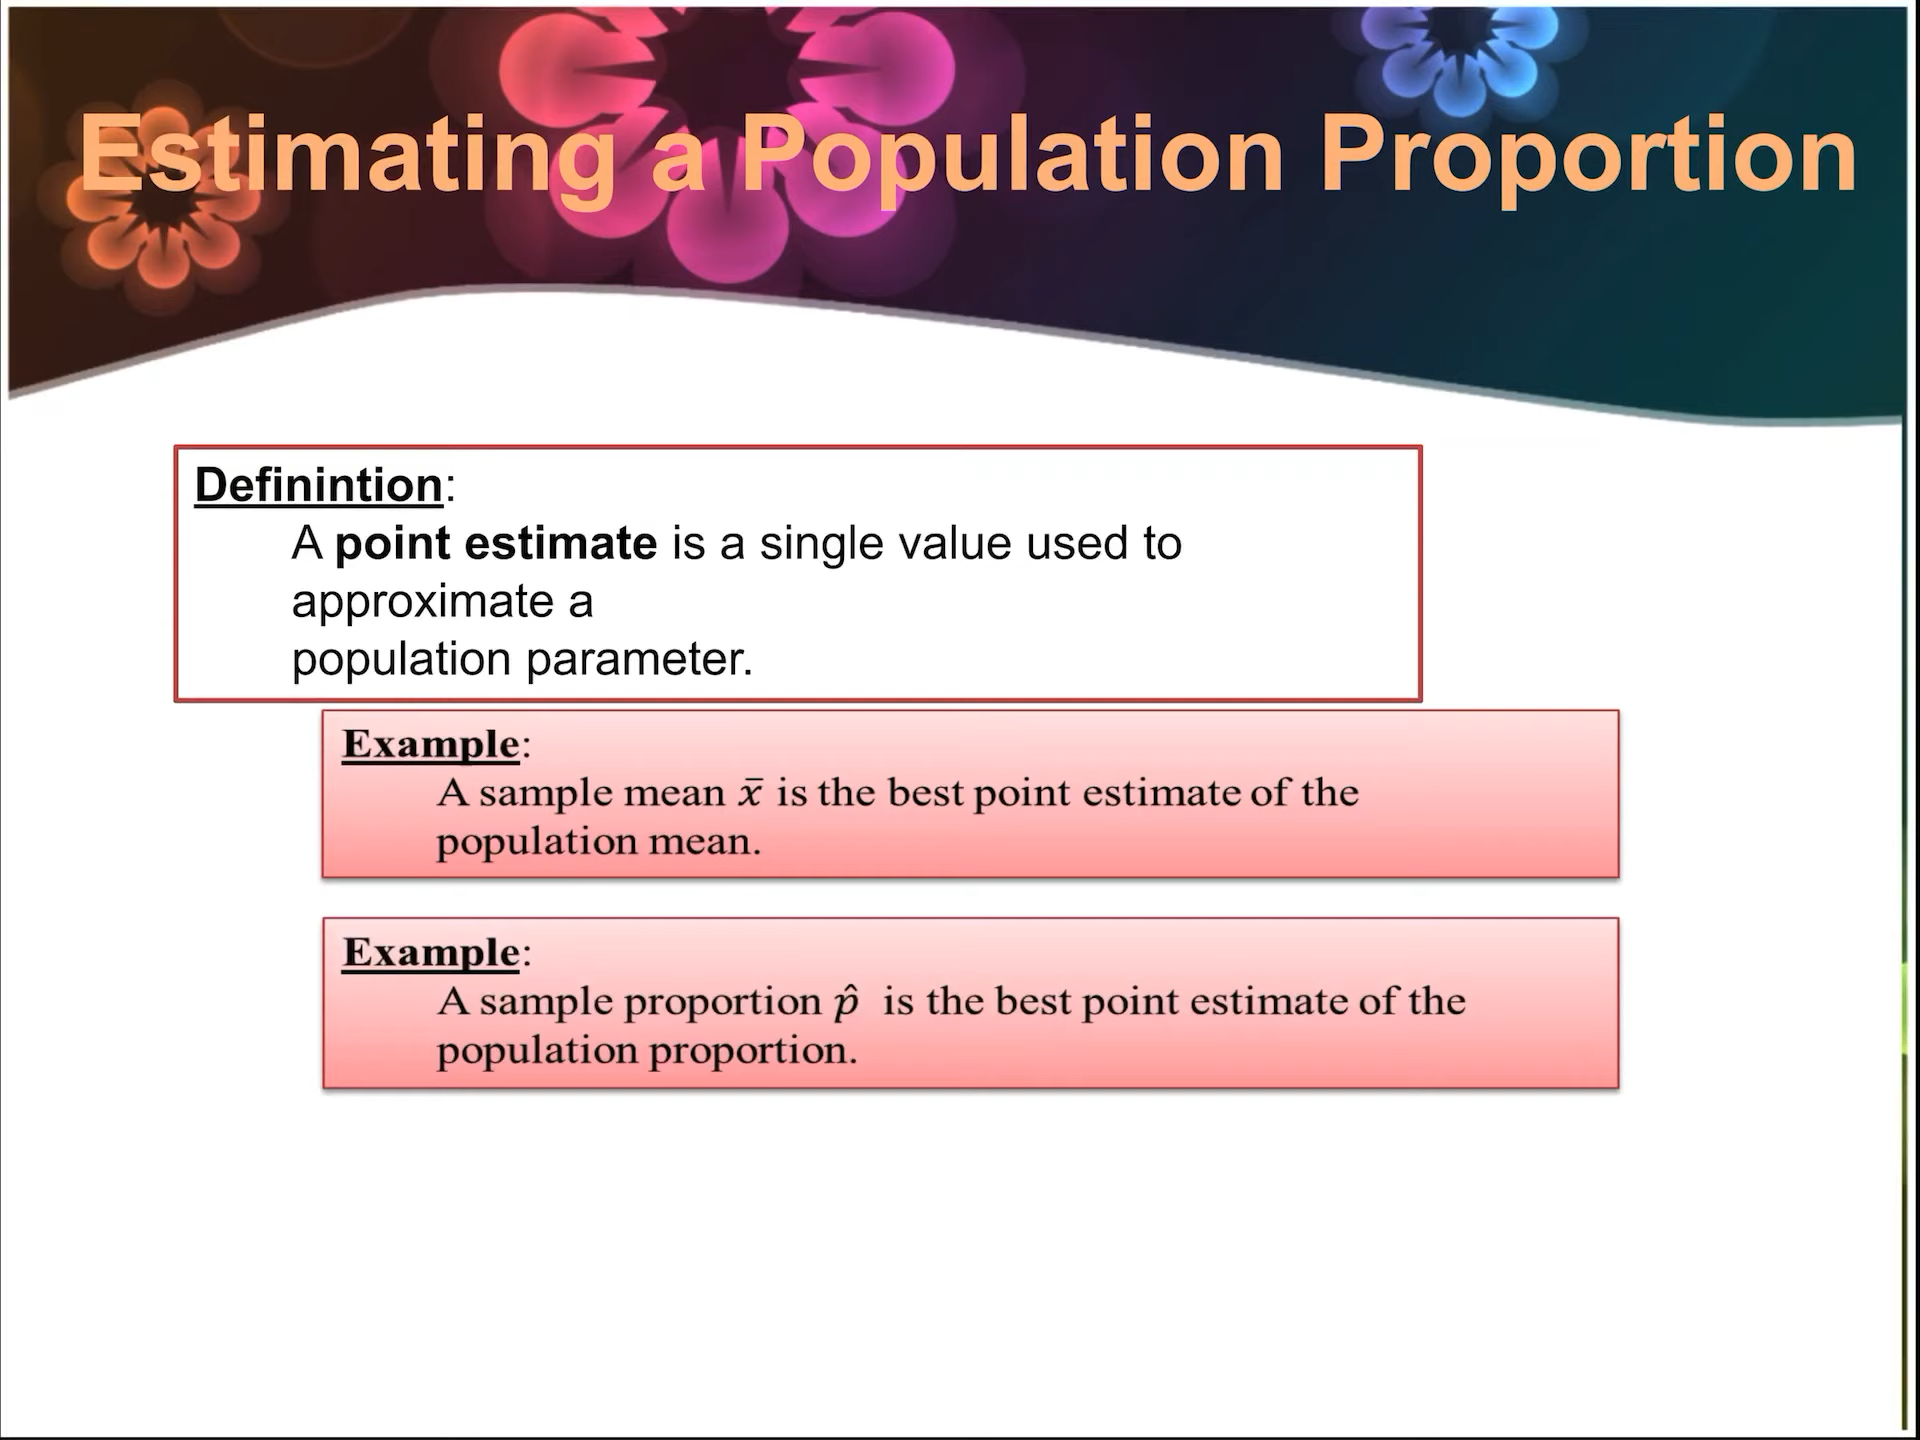 Estimating a Population Proportion
Definintion:
A point estimate is a single value used to
approximate a
population parameter.
Example:
A sample mean x̄ is the best point estimate of the
population mean.
Example:
A sample proportion p̂ is the best point estimate of the
population proportion.